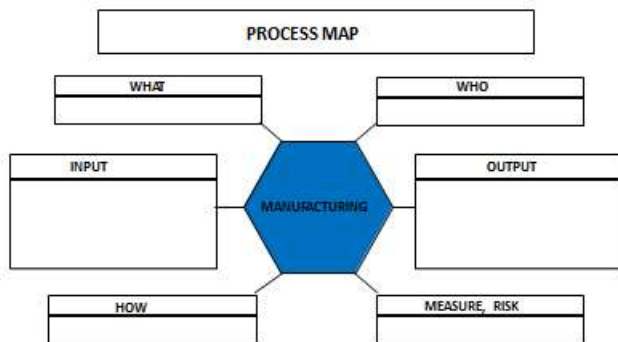 PROCESS MAP
WHAT
WHO
INPUT
OUTPUT
MANUFACTURING
HOW
MEASURE, RISK